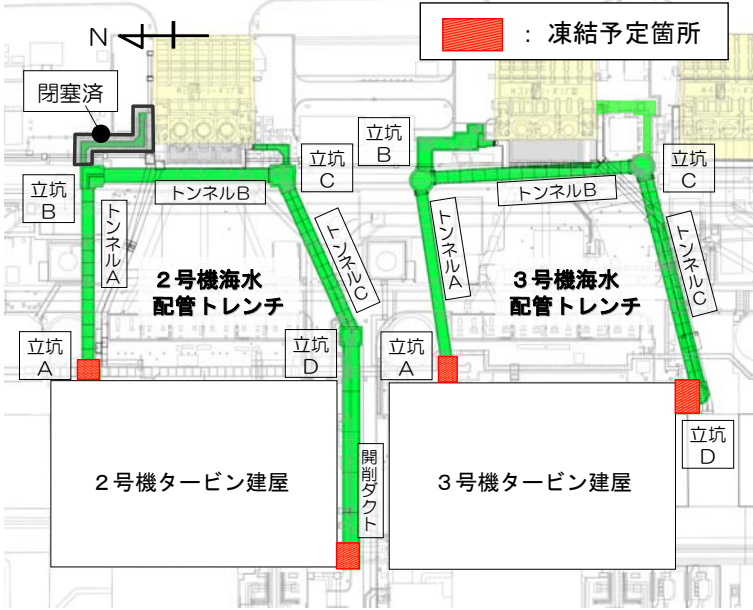 N
：凍結予定箇所
閉塞済
立坑
B
トンネルA
トンネルB
立坑
C
トンネルC
2号機海水
配管トレンチ
立坑
A
立坑
D
開削ダクト
2号機タービン建屋
立坑
B
トンネルA
トンネルB
立坑
C
トンネルC
3号機海水
配管トレンチ
立坑
A
立坑
D
3号機タービン建屋